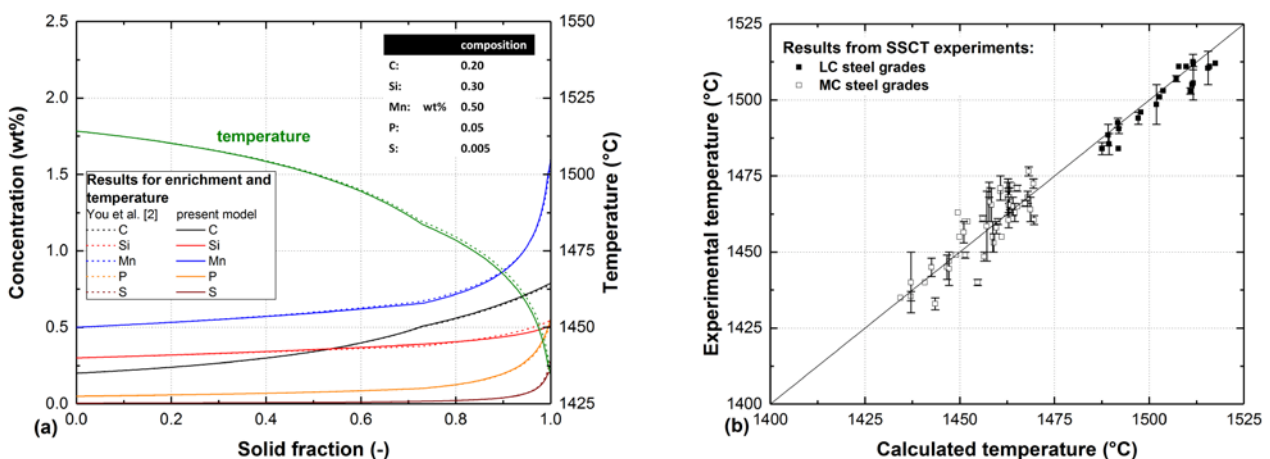 2.5
2.0
1.5
1.0
0.5
0.0
Concentration (wt%)
1550
1525
1500
1475
1450
1425
Temperature (°C)
composition
C: 0.20
Si: 0.30
Mn: wt% 0.50
P: 0.05
S: 0.005
temperature
Results for enrichment and
temperature
You et al. [2] present model
C C
Si Si
Mn Mn
P P
S S
0.0 0.2 0.4 0.6 0.8 1.0
(a)
Solid fraction (-)
1525
1500
1475
1450
1425
1400
Experimental temperature (°C)
Results from SSCT experiments:
LC steel grades
MC steel grades
1400 1425 1450 1475 1500 1525
Calculated temperature (°C)
(b)